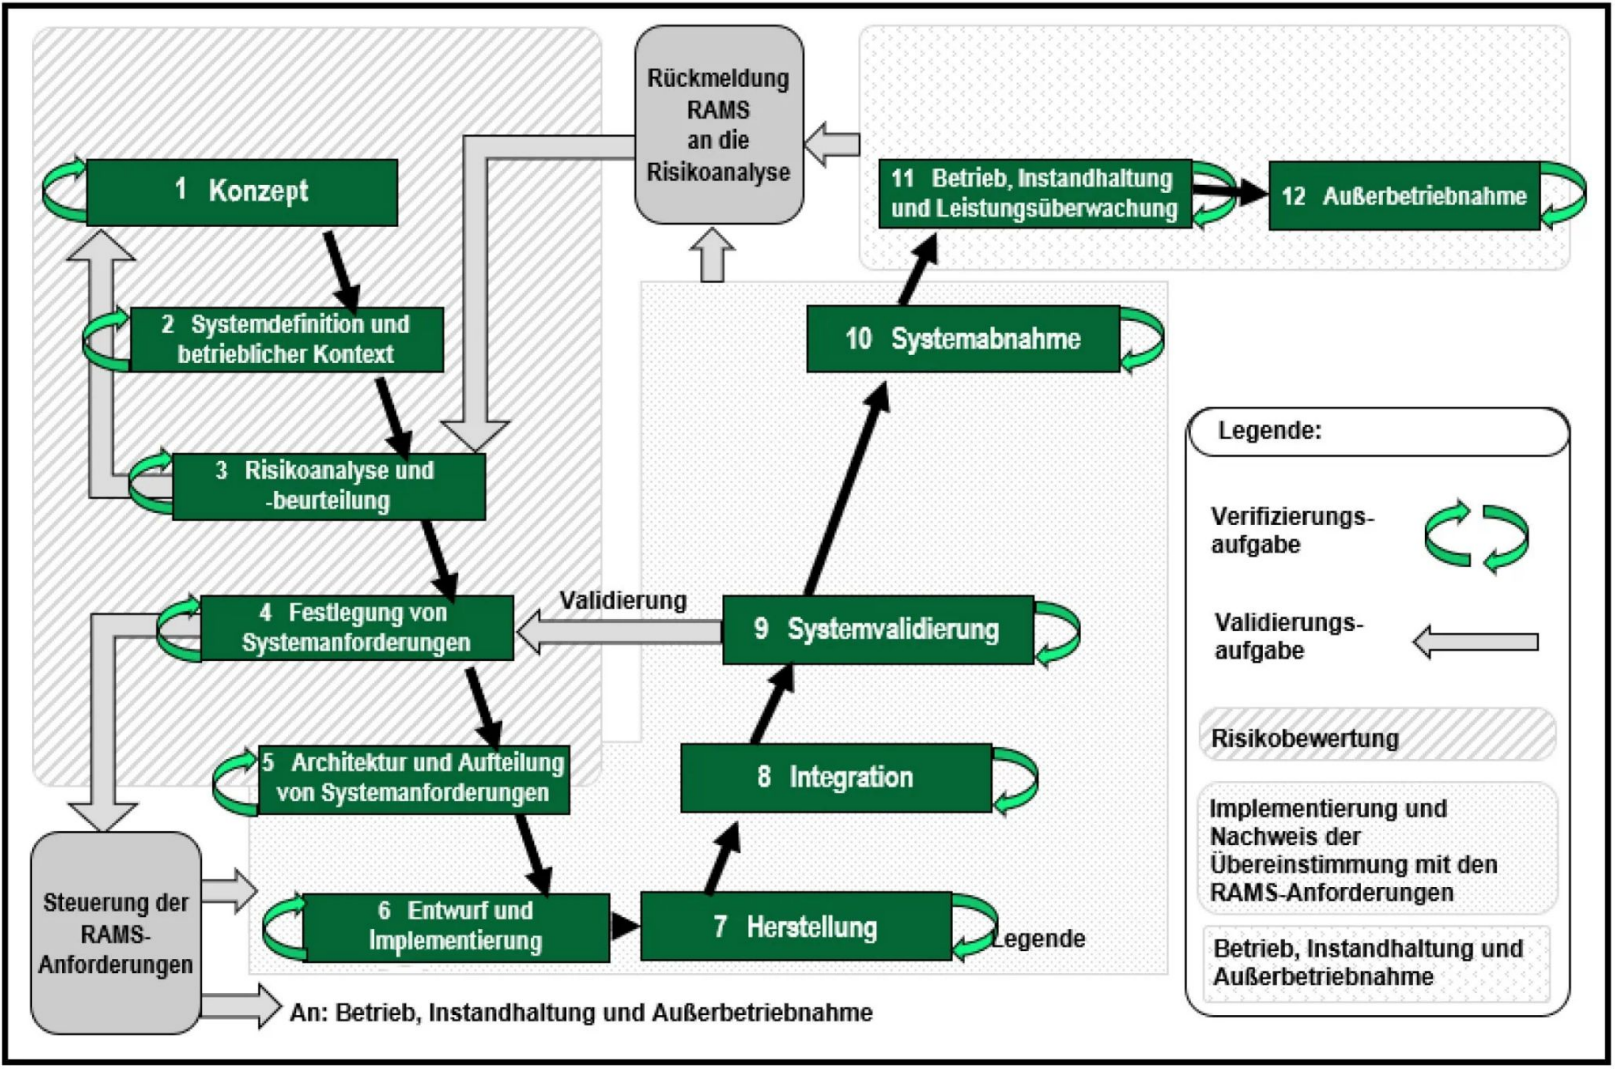 Rückmeldung
RAMS
an die
Risikoanalyse
1 Konzept
11 Betrieb, Instandhaltung
und Leistungsüberwachung
12 Außerbetriebnahme
2 Systemdefinition und
betrieblicher Kontext
10 Systemabnahme
3 Risikoanalyse und
-beurteilung
4 Festlegung von
Systemanforderungen
Validierung
9 Systemvalidierung
5 Architektur und Aufteilung
von Systemanforderungen
8 Integration
6 Entwurf und
Implementierung
7 Herstellung
Legende
Steuerung der
RAMS-
Anforderungen
An: Betrieb, Instandhaltung und Außerbetriebnahme
Legende:
Verifizierungs-
aufgabe
Validierungs-
aufgabe
Risikobewertung
Implementierung und
Nachweis der
Übereinstimmung mit den
RAMS-Anforderungen
Betrieb, Instandhaltung und
Außerbetriebnahme